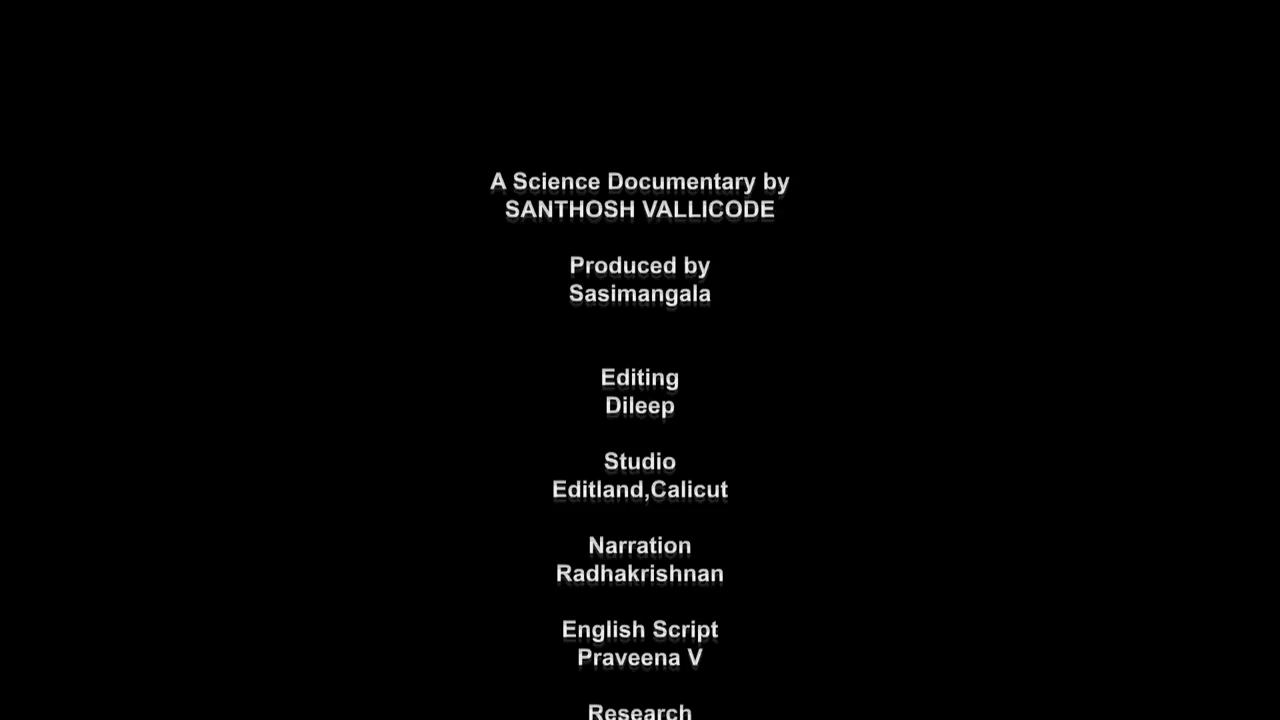 A Science Documentary by
SANTHOSH VALLICODE
Produced by
Sasimangala
Editing
Dileep
Studio
Editland,Calicut
Narration
Radhakrishnan
English Script
Praveena V
Research